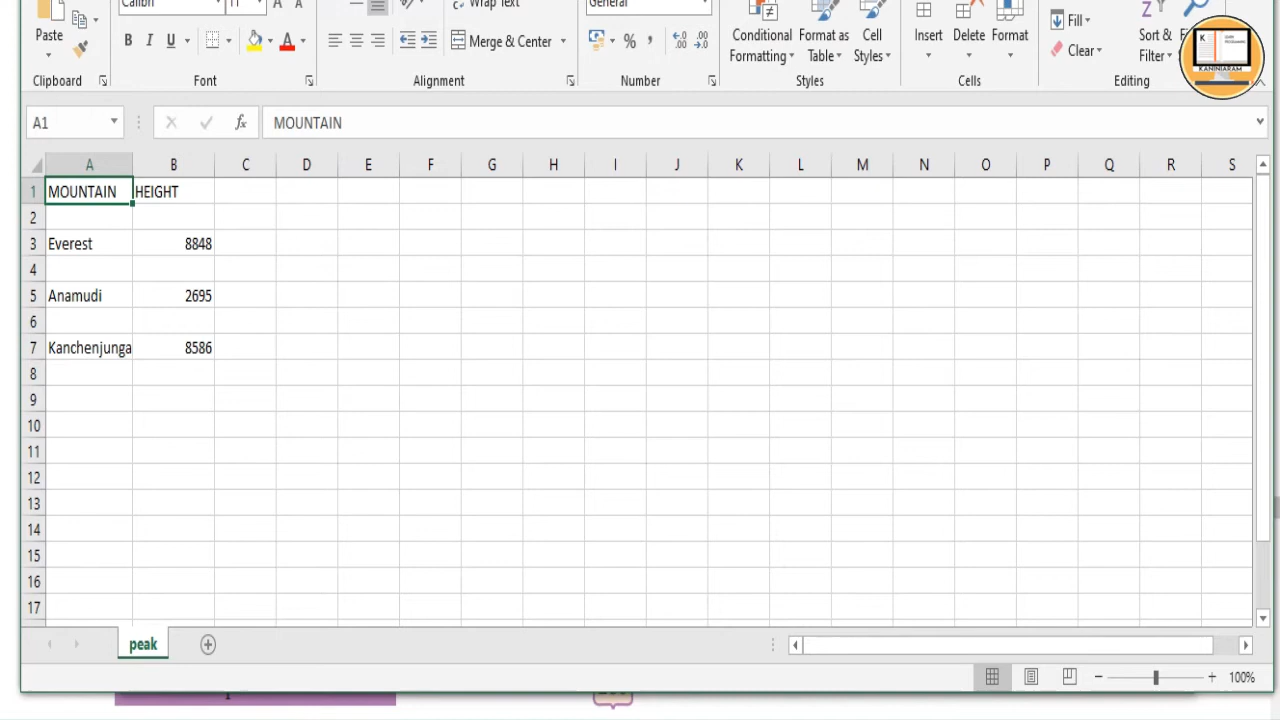 Calibri 11 A A Wrap Text General
Paste B I U Merge & Center % , Conditional Formatting Format as Table Cell Styles Insert Delete Format Fill Clear Sort & Filter
Clipboard Font Alignment Number Styles Cells Editing
K KANINIARAM
A1 fx MOUNTAIN
A B C D E F G H I J K L M N O P Q R S
1 MOUNTAIN HEIGHT
2
3 Everest 8848
4
5 Anamudi 2695
6
7 Kanchenjunga 8586
8
9
10
11
12
13
14
15
16
17
peak
100%